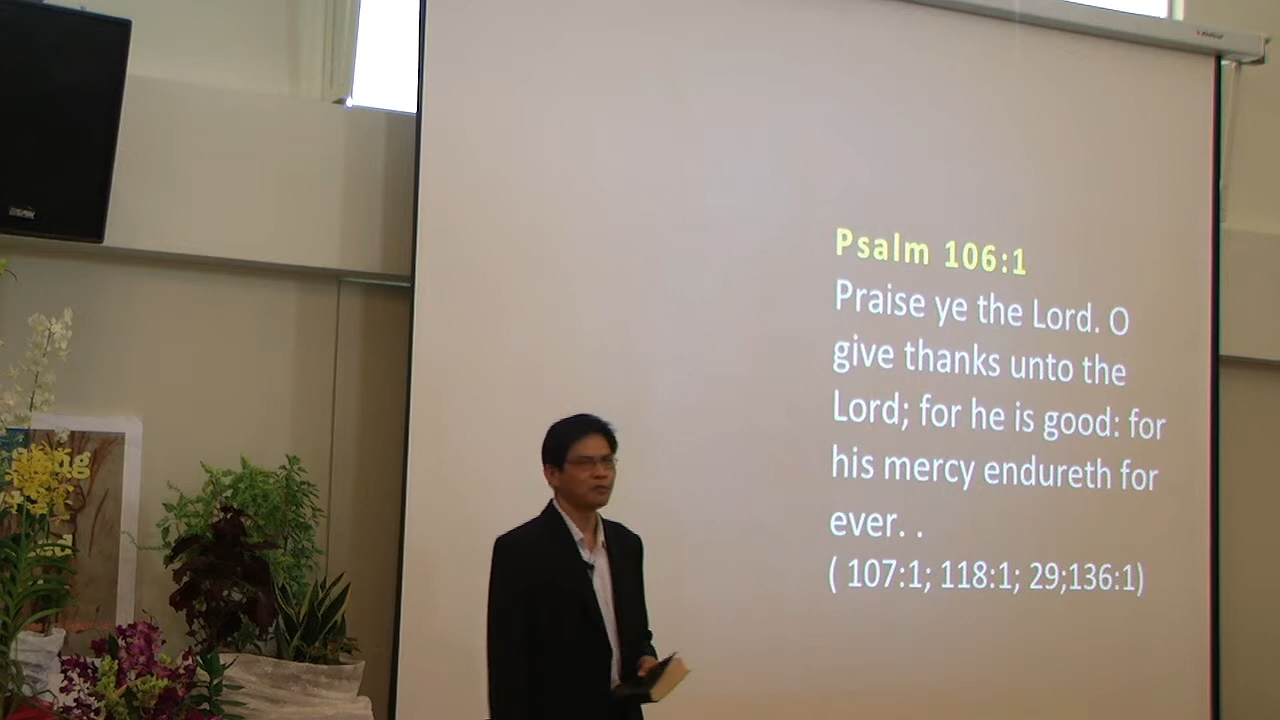 Psalm 106:1
Praise ye the Lord. O
give thanks unto the
Lord; for he is good: for
his mercy endureth for
ever. .
( 107:1; 118:1; 29;136:1)